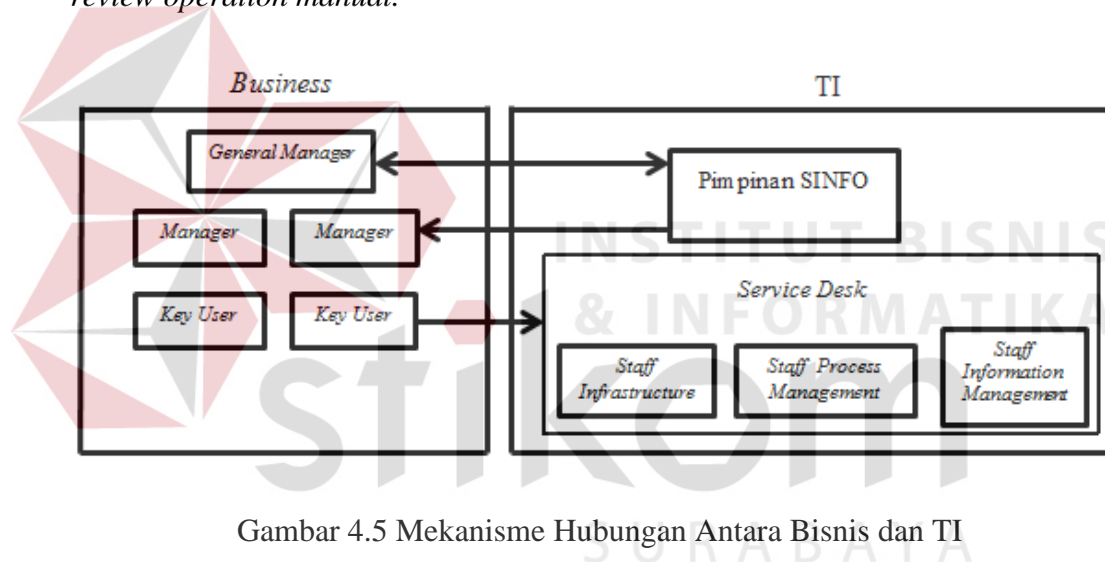 review operation manual.
Business
TI
General Manager
Pimpinan SINFO
Manager
Manager
INSTITUT BISNIS
Service Desk
Key User
Key User
& INFORMATIKA
Staff
Infrastructure
Staff Process
Management
Staff
Information
Management
stikom
Gambar 4.5 Mekanisme Hubungan Antara Bisnis dan TI
SURABAYA